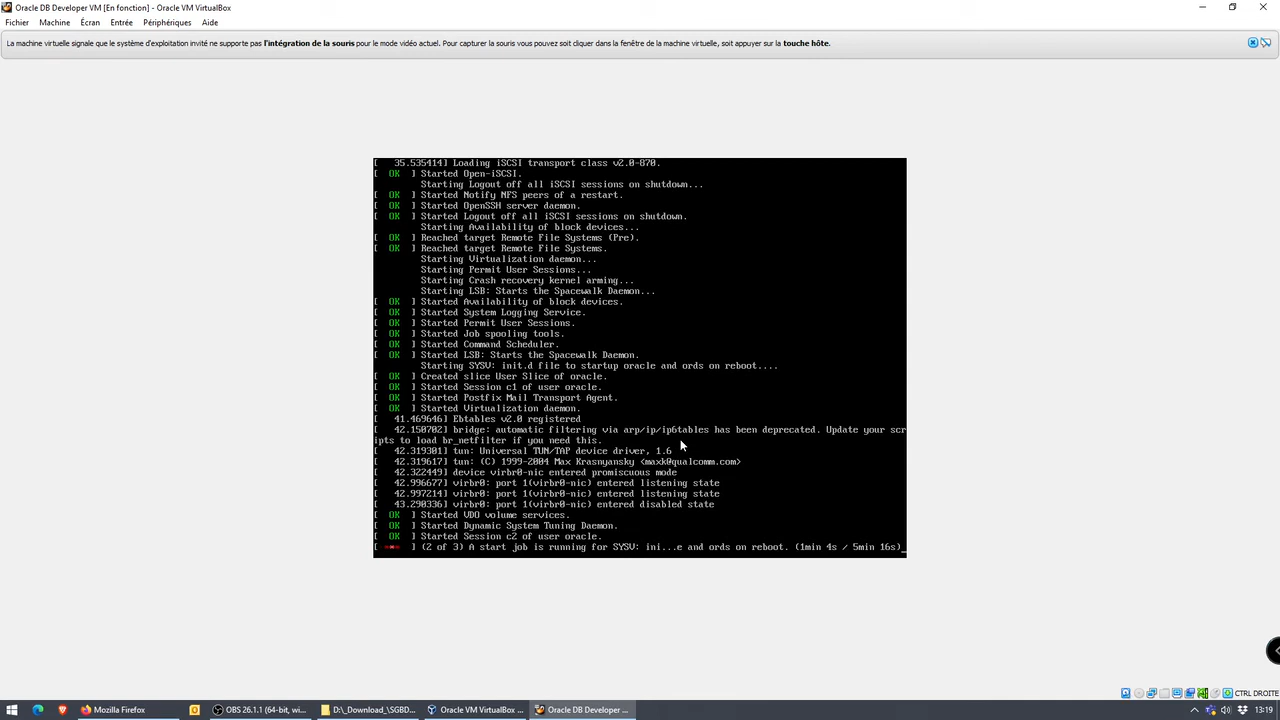 Oracle DB Developer VM [En fonction] - Oracle VM VirtualBox
Fichier Machine Écran Entrée Périphériques Aide
La machine virtuelle signale que le système d'exploitation invité ne supporte pas l'intégration de la souris pour le mode vidéo actuel. Pour capturer la souris vous pouvez soit cliquer dans la fenêtre de la machine virtuelle, soit appuyer sur la touche hôte.
[ 35.535414] Loading iSCSI transport class v2.0-870.
[ OK ] Started Open-iSCSI.
Starting Logout off all iSCSI sessions on shutdown...
[ OK ] Started Notify NFS peers of a restart.
[ OK ] Started OpenSSH server daemon.
[ OK ] Started Logout off all iSCSI sessions on shutdown.
Starting Availability of block devices...
[ OK ] Reached target Remote File Systems (Pre).
[ OK ] Reached target Remote File Systems.
Starting Virtualization daemon...
Starting Permit User Sessions...
Starting Crash recovery kernel arming...
Starting LSB: Starts the Spacewalk Daemon...
[ OK ] Started Availability of block devices.
[ OK ] Started System Logging Service.
[ OK ] Started Permit User Sessions.
[ OK ] Started Job spooling tools.
[ OK ] Started Command Scheduler.
[ OK ] Started LSB: Starts the Spacewalk Daemon.
Starting SYSV: init.d file to startup oracle and ords on reboot....
[ OK ] Created slice User Slice of oracle.
[ OK ] Started Session c1 of user oracle.
[ OK ] Started Postfix Mail Transport Agent.
[ OK ] Started Virtualization daemon.
[ 41.469646] Ebtables v2.0 registered
[ 42.150702] bridge: automatic filtering via arp/ip/ip6tables has been deprecated. Update your scr
ipts to load br_netfilter if you need this.
[ 42.319301] tun: Universal TUN/TAP device driver, 1.6
[ 42.319617] tun: (C) 1999-2004 Max Krasnyansky <maxk@qualcomm.com>
[ 42.322449] device virbr0-nic entered promiscuous mode
[ 42.996677] virbr0: port 1(virbr0-nic) entered listening state
[ 42.997214] virbr0: port 1(virbr0-nic) entered listening state
[ 43.290336] virbr0: port 1(virbr0-nic) entered disabled state
[ OK ] Started VDO volume services.
[ OK ] Started Dynamic System Tuning Daemon.
[ OK ] Started Session c2 of user oracle.
[ *** ] (2 of 3) A start job is running for SYSV: ini...e and ords on reboot. (1min 4s / 5min 16s)_
CTRL DROITE
Mozilla Firefox
OBS 26.1.1 (64-bit, wi...
D:\_Download_\SGBD...
Oracle VM VirtualBox ...
Oracle DB Developer ...
13:19